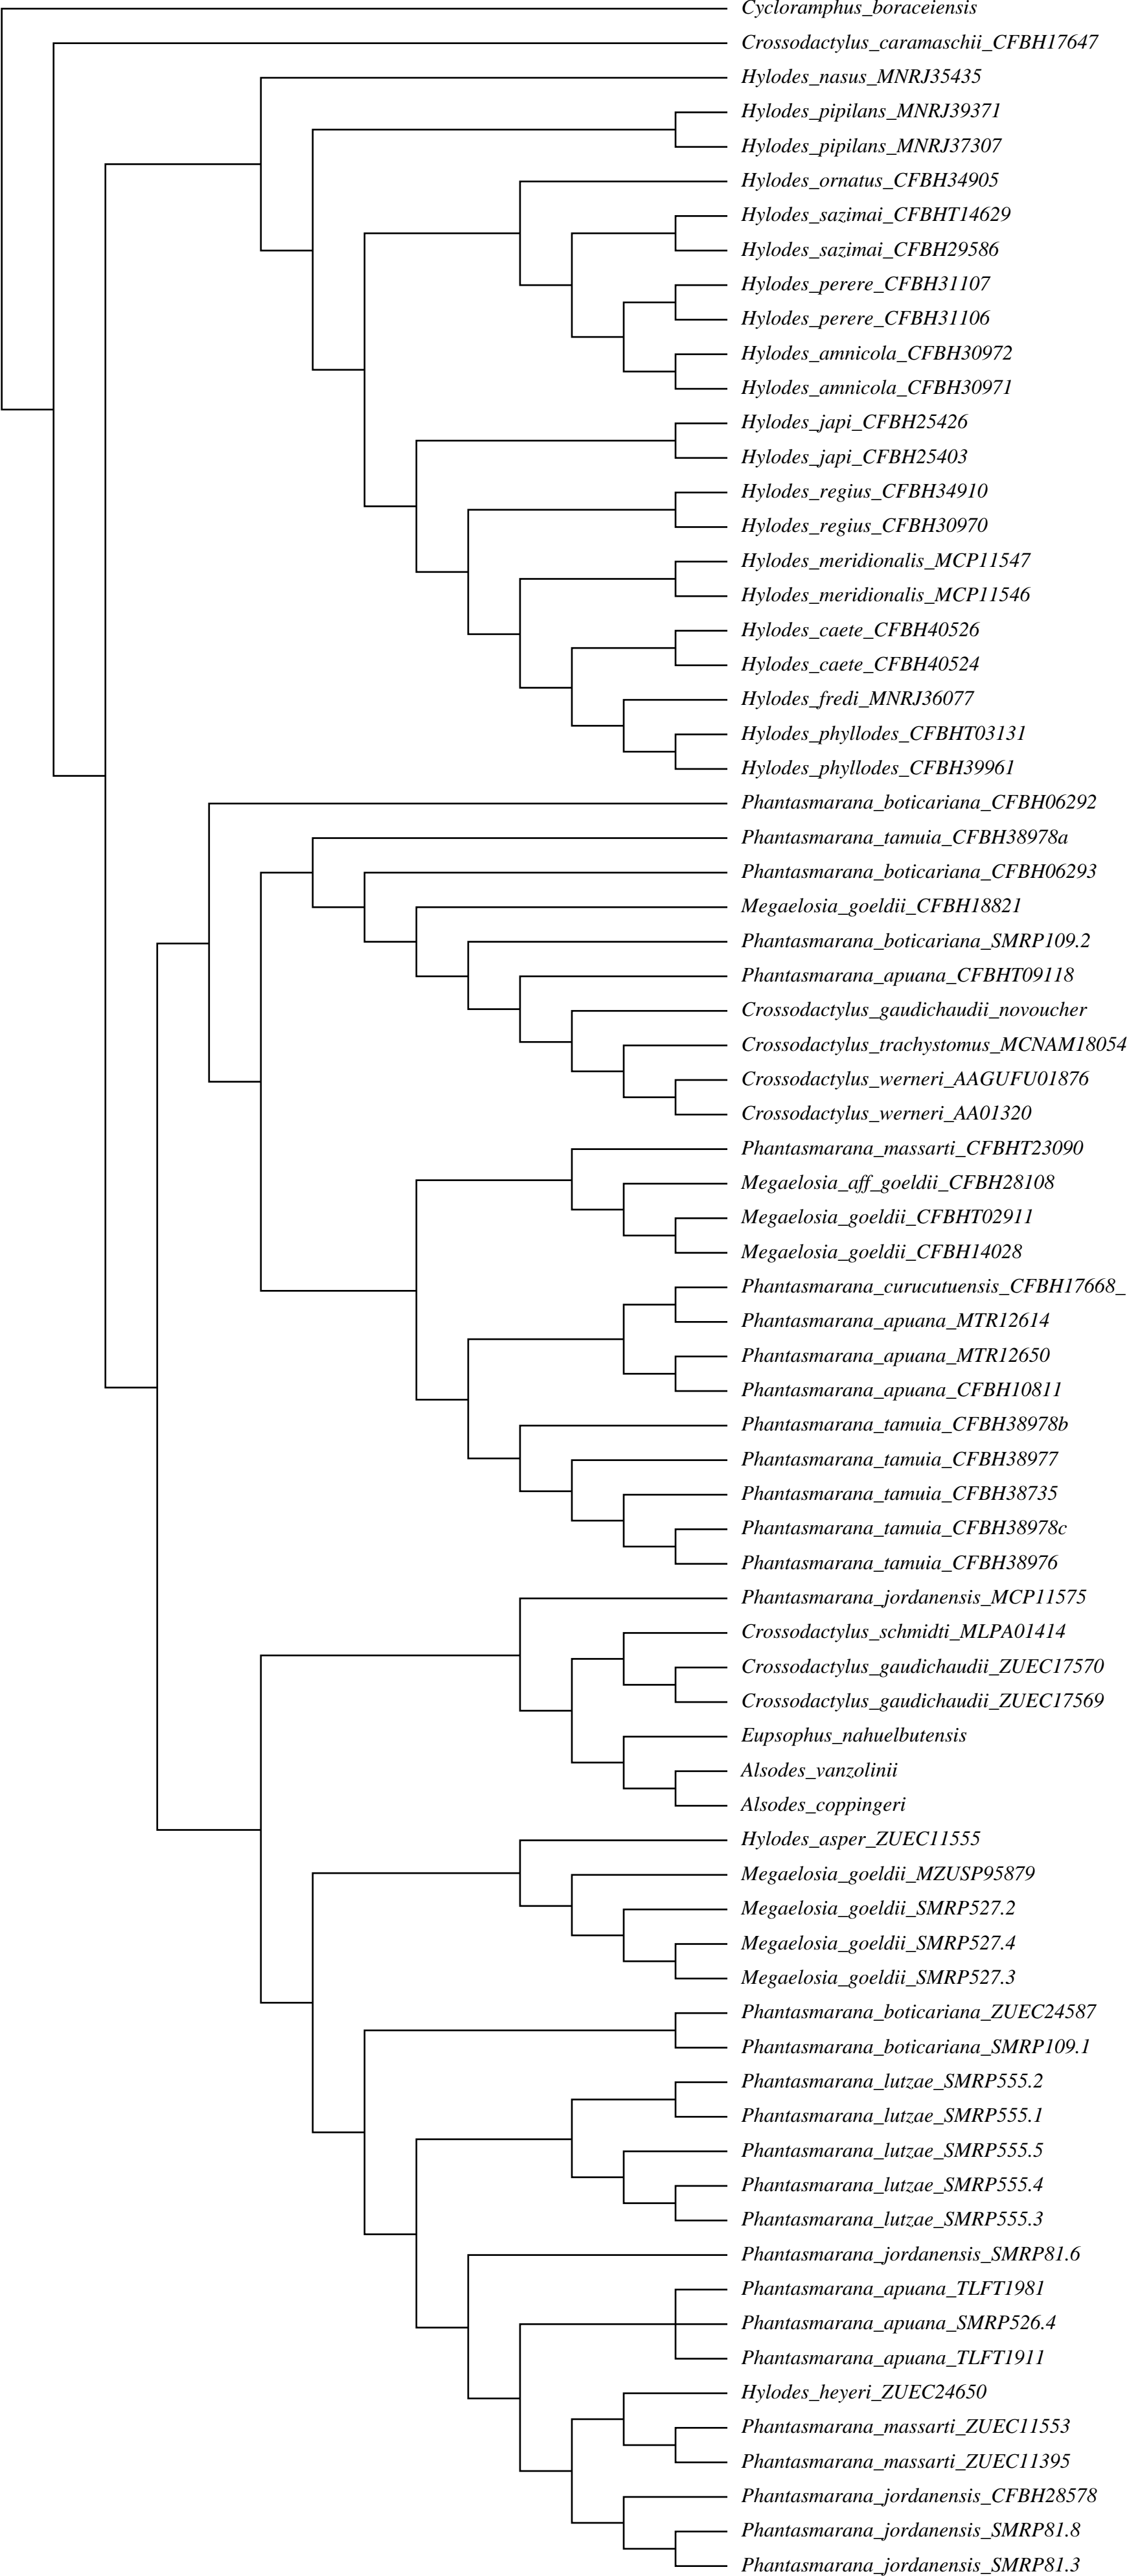 Cycloramphus_boraceiensis
Crossodactylus_caramaschii_CFBH17647
Hylodes_nasus_MNRJ35435
Hylodes_pipilans_MNRJ39371
Hylodes_pipilans_MNRJ37307
Hylodes_ornatus_CFBH34905
Hylodes_sazimai_CFBHT14629
Hylodes_sazimai_CFBH29586
Hylodes_perere_CFBH31107
Hylodes_perere_CFBH31106
Hylodes_amnicola_CFBH30972
Hylodes_amnicola_CFBH30971
Hylodes_japi_CFBH25426
Hylodes_japi_CFBH25403
Hylodes_regius_CFBH34910
Hylodes_regius_CFBH30970
Hylodes_meridionalis_MCP11547
Hylodes_meridionalis_MCP11546
Hylodes_caete_CFBH40526
Hylodes_caete_CFBH40524
Hylodes_fredi_MNRJ36077
Hylodes_phyllodes_CFBHT03131
Hylodes_phyllodes_CFBH39961
Phantasmarana_boticariana_CFBH06292
Phantasmarana_tamuia_CFBH38978a
Phantasmarana_boticariana_CFBH06293
Megaelosia_goeldii_CFBH18821
Phantasmarana_boticariana_SMRP109.2
Phantasmarana_apuana_CFBHT09118
Crossodactylus_gaudichaudii_novoucher
Crossodactylus_trachystomus_MCNAM18054
Crossodactylus_werneri_AAGUFU01876
Crossodactylus_werneri_AA01320
Phantasmarana_massarti_CFBHT23090
Megaelosia_aff_goeldii_CFBH28108
Megaelosia_goeldii_CFBHT02911
Megaelosia_goeldii_CFBH14028
Phantasmarana_curucutuensis_CFBH17668_
Phantasmarana_apuana_MTR12614
Phantasmarana_apuana_MTR12650
Phantasmarana_apuana_CFBH10811
Phantasmarana_tamuia_CFBH38978b
Phantasmarana_tamuia_CFBH38977
Phantasmarana_tamuia_CFBH38735
Phantasmarana_tamuia_CFBH38978c
Phantasmarana_tamuia_CFBH38976
Phantasmarana_jordanensis_MCP11575
Crossodactylus_schmidti_MLPA01414
Crossodactylus_gaudichaudii_ZUEC17570
Crossodactylus_gaudichaudii_ZUEC17569
Eupsophus_nahuelbutensis
Alsodes_vanzolinii
Alsodes_coppingeri
Hylodes_asper_ZUEC11555
Megaelosia_goeldii_MZUSP95879
Megaelosia_goeldii_SMRP527.2
Megaelosia_goeldii_SMRP527.4
Megaelosia_goeldii_SMRP527.3
Phantasmarana_boticariana_ZUEC24587
Phantasmarana_boticariana_SMRP109.1
Phantasmarana_lutzae_SMRP555.2
Phantasmarana_lutzae_SMRP555.1
Phantasmarana_lutzae_SMRP555.5
Phantasmarana_lutzae_SMRP555.4
Phantasmarana_lutzae_SMRP555.3
Phantasmarana_jordanensis_SMRP81.6
Phantasmarana_apuana_TLFT1981
Phantasmarana_apuana_SMRP526.4
Phantasmarana_apuana_TLFT1911
Hylodes_heyeri_ZUEC24650
Phantasmarana_massarti_ZUEC11553
Phantasmarana_massarti_ZUEC11395
Phantasmarana_jordanensis_CFBH28578
Phantasmarana_jordanensis_SMRP81.8
Phantasmarana_jordanensis_SMRP81.3